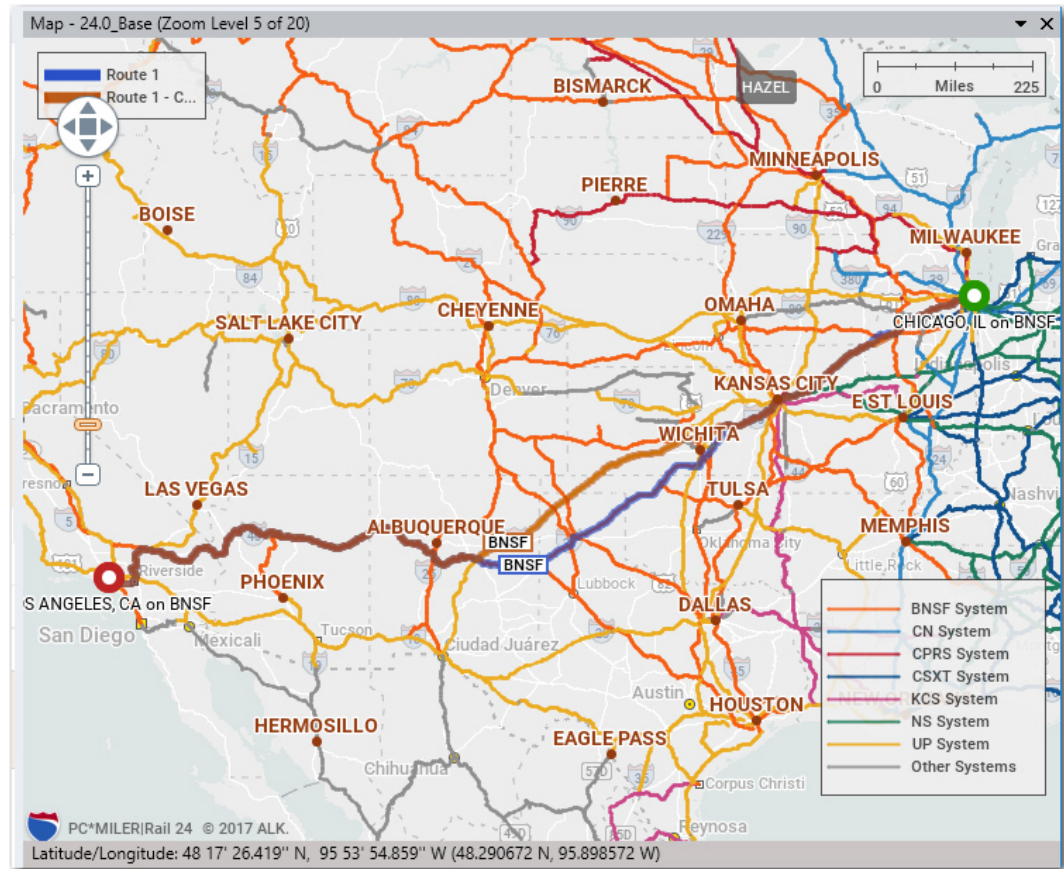 Map - 24.0_Base (Zoom Level 5 of 20)
Route 1
Route 1 - C...
HAZEL
0 Miles 225
BISMARCK
MINNEAPOLIS
PIERRE
BOISE
MILWAUKEE
OMAHA
CHEYENNE
SALT LAKE CITY
CHICAGO, IL on BNSF
Lincoln
Denver
KANSAS CITY
Sacramento
E ST LOUIS
WICHITA
LAS VEGAS
TULSA
Nashv
ALBUQUERQUE
BNSF
BNSF
Oklahoma City
MEMPHIS
Little Rock
Riverside
PHOENIX
Lubbock
OS ANGELES, CA on BNSF
DALLAS
San Diego
Mexicali
Tucson
Ciudad Juárez
Austin
HOUSTON
HERMOSILLO
EAGLE PASS
Chihuahua
Corpus Christi
Reynosa
BNSF System
CN System
CPRS System
CSXT System
KCS System
NS System
UP System
Other Systems
PC*MILER|Rail 24 © 2017 ALK.
Latitude/Longitude: 48 17' 26.419'' N, 95 53' 54.859'' W (48.290672 N, 95.898572 W)